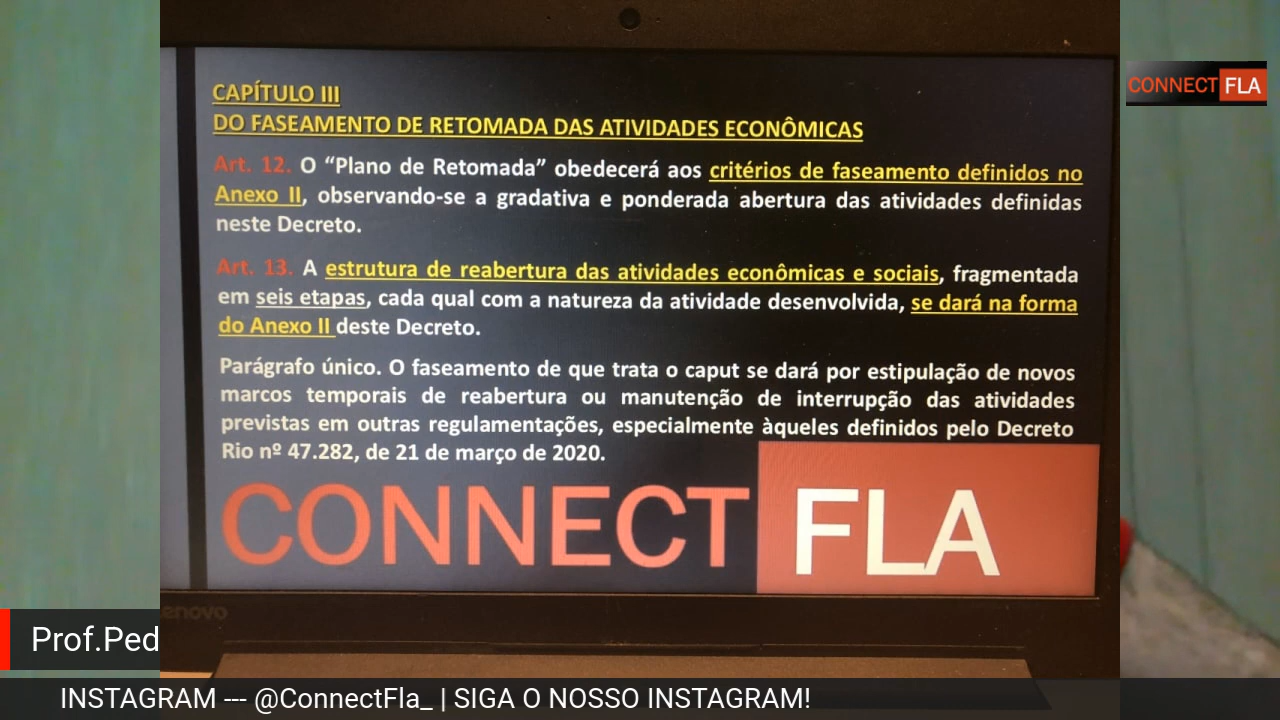 CAPÍTULO III
DO FASEAMENTO DE RETOMADA DAS ATIVIDADES ECONÔMICAS
Art. 12. O “Plano de Retomada” obedecerá aos critérios de faseamento definidos no
Anexo II, observando-se a gradativa e ponderada abertura das atividades definidas
neste Decreto.
Art. 13. A estrutura de reabertura das atividades econômicas e sociais, fragmentada
em seis etapas, cada qual com a natureza da atividade desenvolvida, se dará na forma
do Anexo II deste Decreto.
Parágrafo único. O faseamento de que trata o caput se dará por estipulação de novos
marcos temporais de reabertura ou manutenção de interrupção das atividades
previstas em outras regulamentações, especialmente àqueles definidos pelo Decreto
Rio nº 47.282, de 21 de março de 2020.
CONNECT FLA
CONNECT FLA
enovo
Prof.Ped
INSTAGRAM --- @ConnectFla_ | SIGA O NOSSO INSTAGRAM!